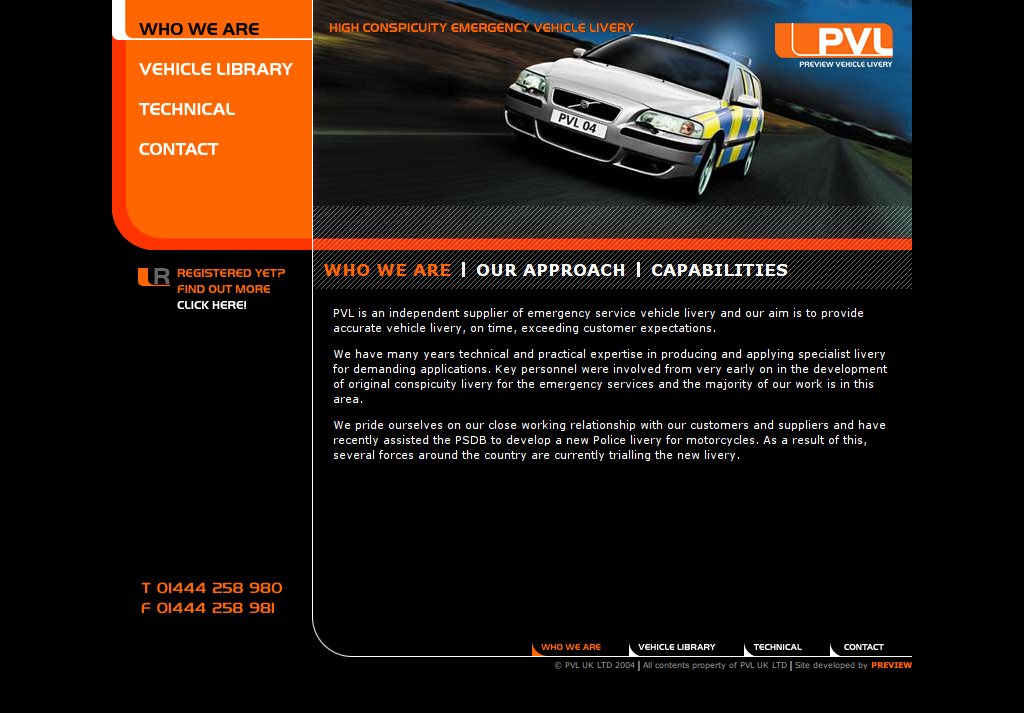 WHO WE ARE
VEHICLE LIBRARY
TECHNICAL
CONTACT
HIGH CONSPICUITY EMERGENCY VEHICLE LIVERY
PVL
PREVIEW VEHICLE LIVERY
PVL 04
R REGISTERED YET?
FIND OUT MORE
CLICK HERE!
WHO WE ARE | OUR APPROACH | CAPABILITIES
PVL is an independent supplier of emergency service vehicle livery and our aim is to provide
accurate vehicle livery, on time, exceeding customer expectations.
We have many years technical and practical expertise in producing and applying specialist livery
for demanding applications. Key personnel were involved from very early on in the development
of original conspicuity livery for the emergency services and the majority of our work is in this
area.
We pride ourselves on our close working relationship with our customers and suppliers and have
recently assisted the PSDB to develop a new Police livery for motorcycles. As a result of this,
several forces around the country are currently trialling the new livery.
T 01444 258 980
F 01444 258 981
WHO WE ARE VEHICLE LIBRARY TECHNICAL CONTACT
© PVL UK LTD 2004 | All contents property of PVL UK LTD | Site developed by PREVIEW